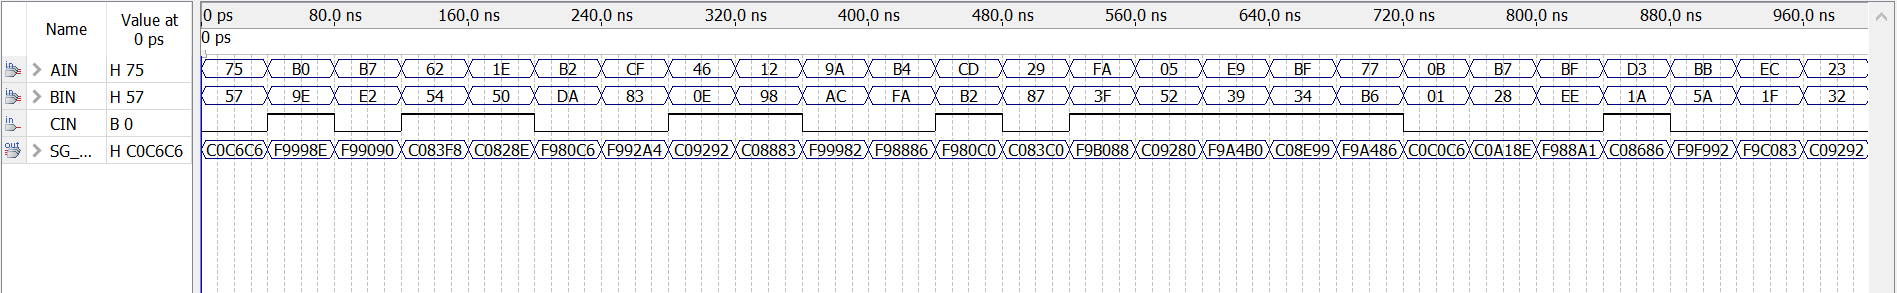 Name Value at 0 ps 0 ps 80.0 ns 160.0 ns 240.0 ns 320.0 ns 400.0 ns 480.0 ns 560.0 ns 640.0 ns 720.0 ns 800.0 ns 880.0 ns 960.0 ns
0 ps
in AIN H 75 75 B0 B7 62 1E B2 CF 46 12 9A B4 CD 29 FA 05 E9 BF 77 0B B7 BF D3 BB EC 23
in BIN H 57 57 9E E2 54 50 DA 83 0E 98 AC FA B2 87 3F 52 39 34 B6 01 28 EE 1A 5A 1F 32
in CIN B 0
out SG_... H C0C6C6 C0C6C6 F9998E F99090 C083F8 C0828E F980C6 F992A4 C09292 C08883 F99982 F98886 F980C0 C083C0 F9B088 C09280 F9A4B0 C08E99 F9A486 C0C0C6 C0A18E F988A1 C08686 F9F992 F9C083 C09292